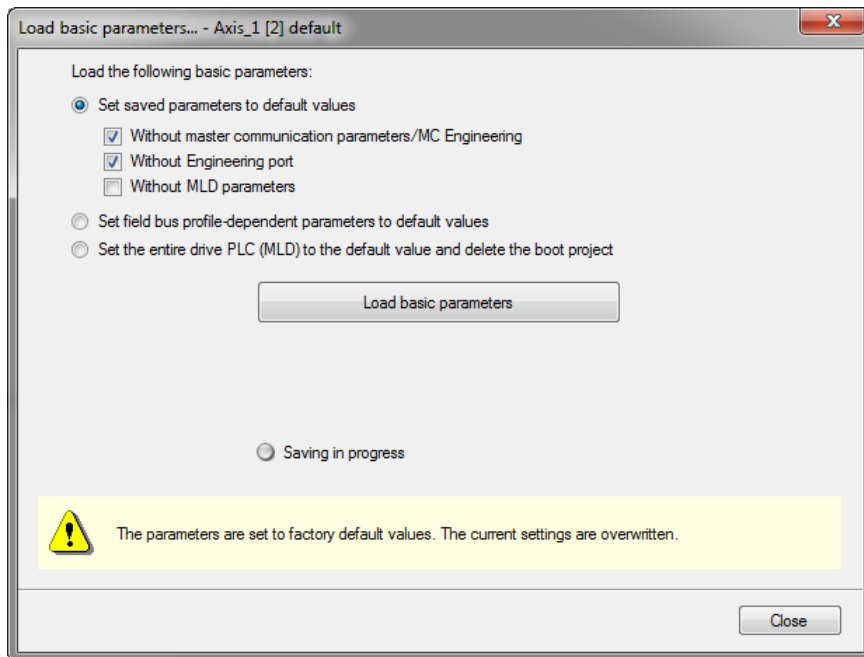 Load basic parameters... - Axis_1 [2] default
Load the following basic parameters:
Set saved parameters to default values
Without master communication parameters/MC Engineering
Without Engineering port
Without MLD parameters
Set field bus profile-dependent parameters to default values
Set the entire drive PLC (MLD) to the default value and delete the boot project
Load basic parameters
Saving in progress
The parameters are set to factory default values. The current settings are overwritten.
Close